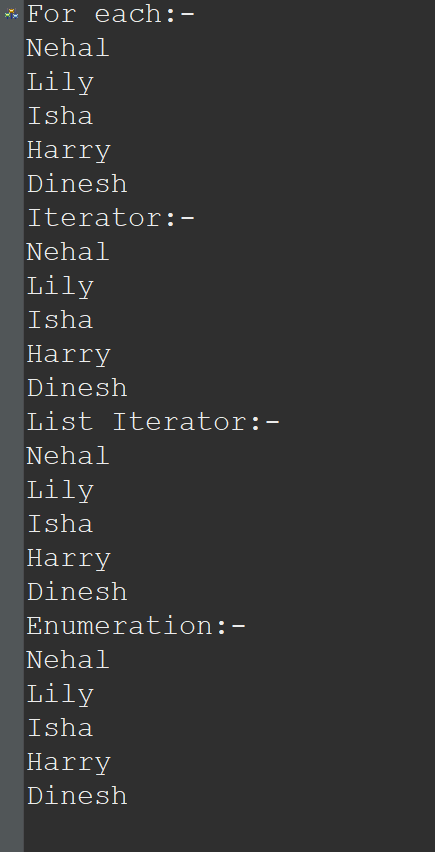 For each:-
Nehal
Lily
Isha
Harry
Dinesh
Iterator:-
Nehal
Lily
Isha
Harry
Dinesh
List Iterator:-
Nehal
Lily
Isha
Harry
Dinesh
Enumeration:-
Nehal
Lily
Isha
Harry
Dinesh